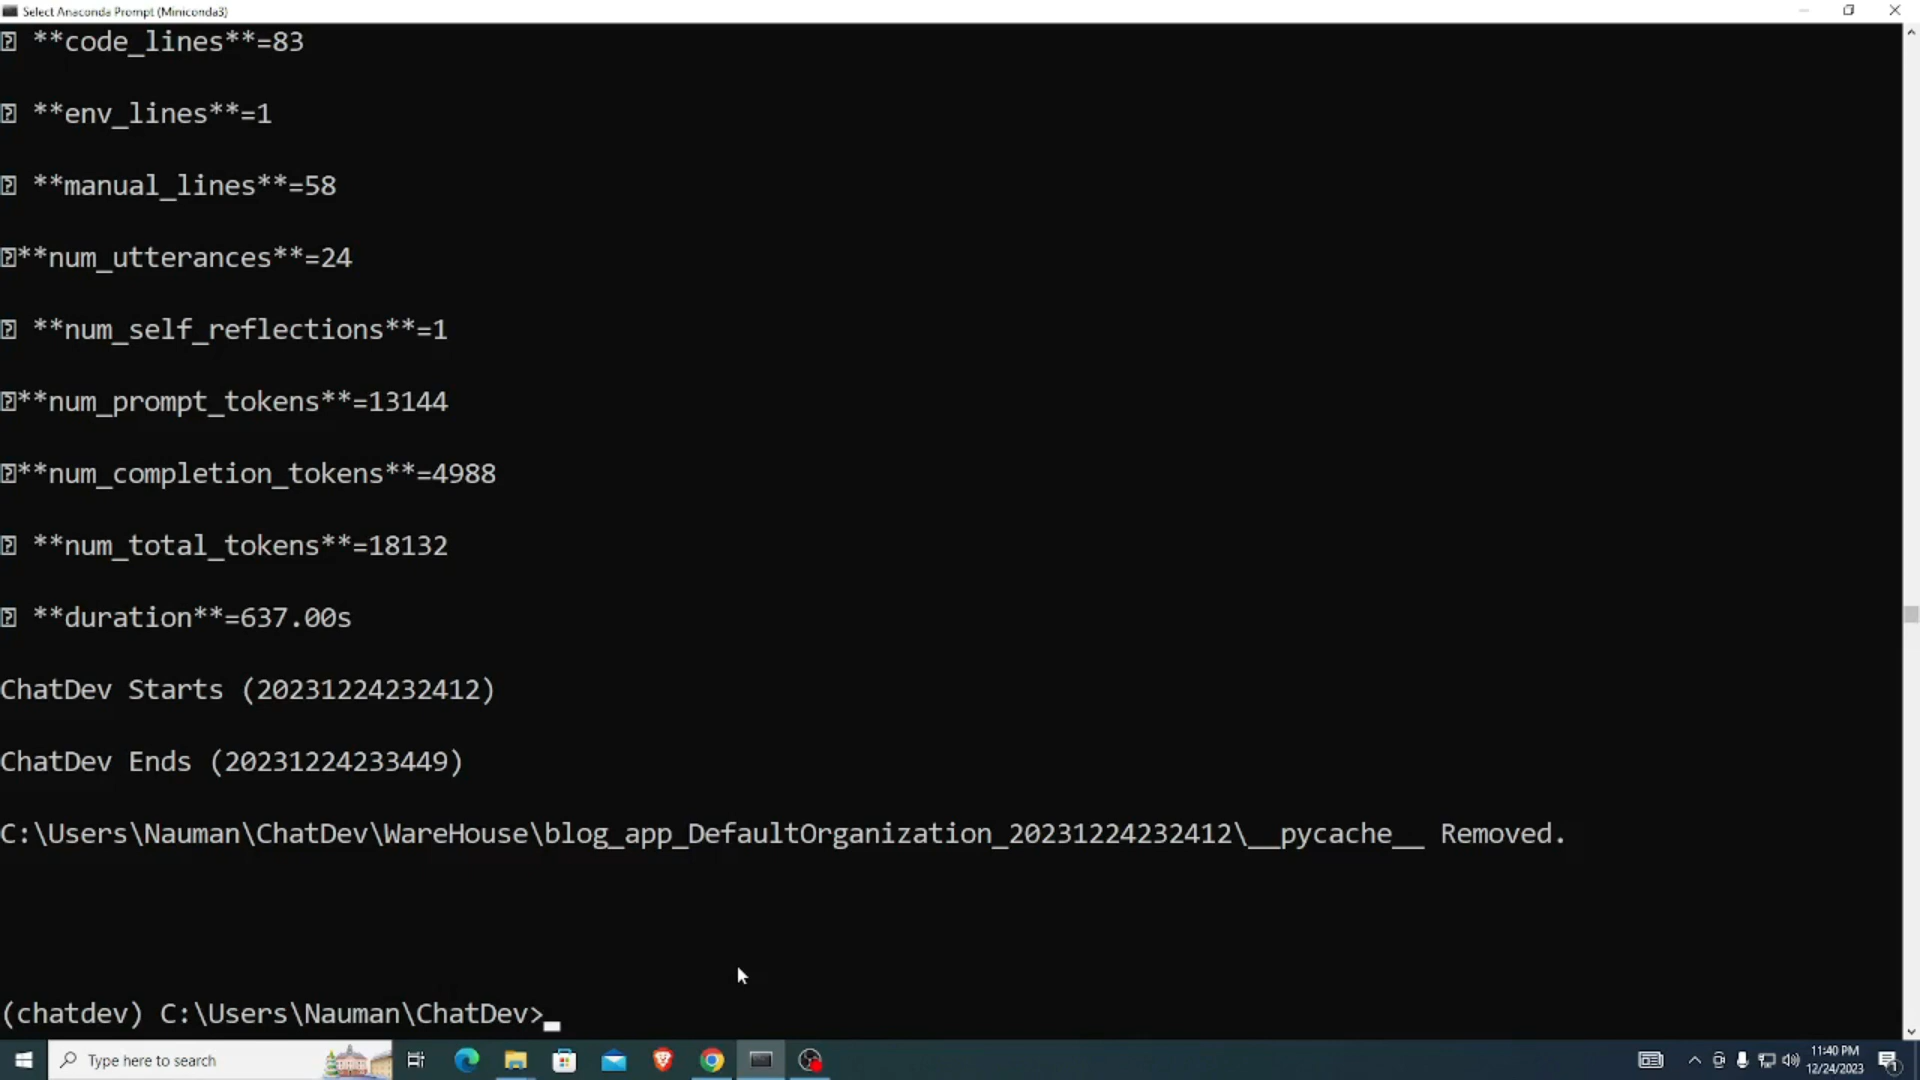 Select Anaconda Prompt (Miniconda3)
**code_lines**=83
**env_lines**=1
**manual_lines**=58
**num_utterances**=24
**num_self_reflections**=1
**num_prompt_tokens**=13144
**num_completion_tokens**=4988
**num_total_tokens**=18132
**duration**=637.00s
ChatDev Starts (20231224232412)
ChatDev Ends (20231224233449)
C:\Users\Nauman\ChatDev\WareHouse\blog_app_DefaultOrganization_20231224232412\__pycache__ Removed.
(chatdev) C:\Users\Nauman\ChatDev>
Type here to search
11:40 PM
12/24/2023